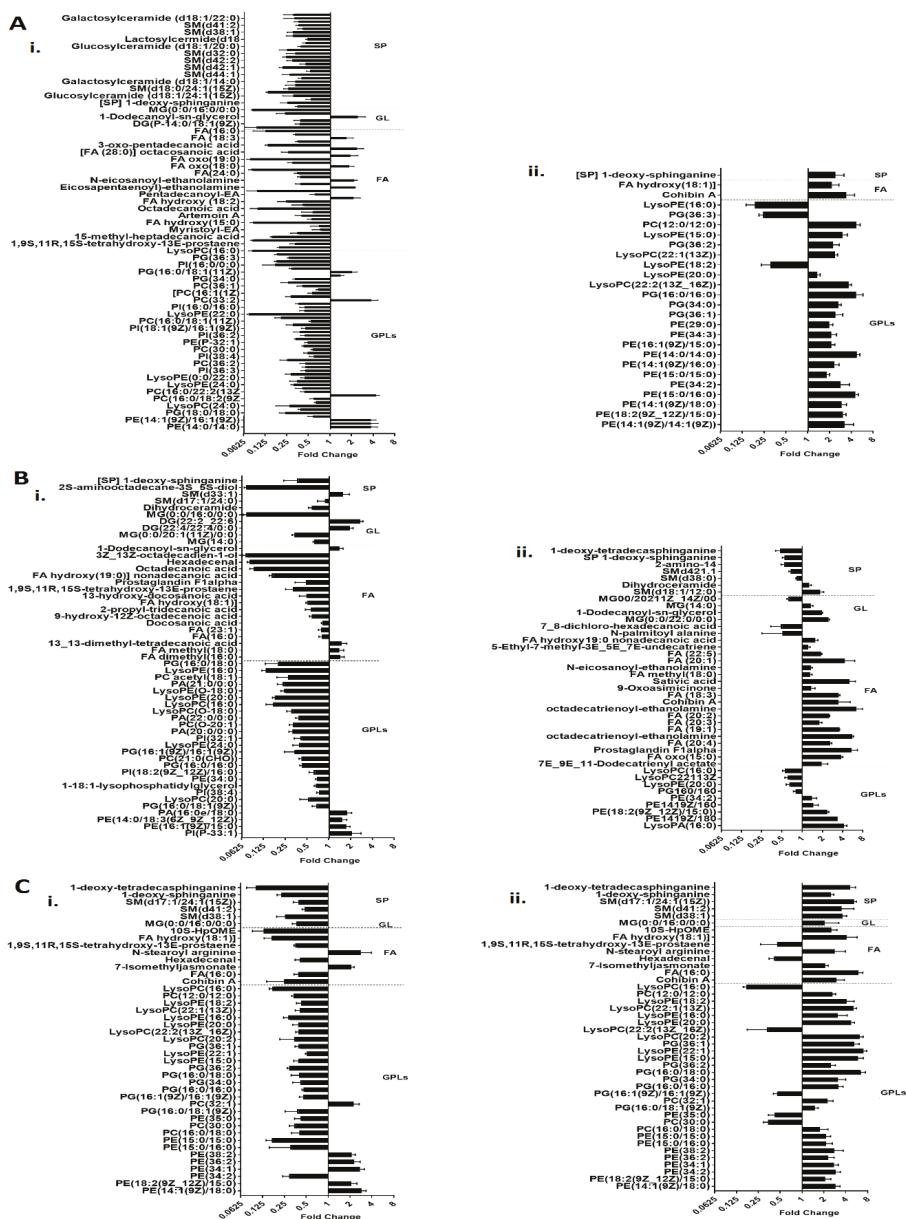 A
i.
Galactosylceramide (d18:1/22:0)
SM(d41:2)
SM(d38:1)
Lactosylcermide(d18
Glucosylceramide (d18:1/20:0)
SM(d32:0)
SM(d42:2)
SM(d42:1)
SM(d44:1)
Galactosylceramide (d18:1/14:0)
SM(d18:0/24:1(15Z))
Glucosylceramide (d18:1/24:1(15Z)
[SP] 1-deoxy-sphinganine
MG(0:0/16:0/0:0)
1-Dodecanoyl-sn-glycerol
DG(P-14:0/18:1(9Z)
FA(16:0)
FA (18:3)
3-oxo-pentadecanoic acid
[FA (28:0)] octacosanoic acid
FA oxo(19:0)
FA oxo(18:0)
FA(24:0)
N-eicosanoyl-ethanolamine
Eicosapentaenoyl)-ethanolamine
Pentadecanoyl-EA
FA hydroxy (18:2)
Octadecanoic acid
Artemoin A
FA hydroxy(15:0)
Myristoyl-EA
15-methyl-heptadecanoic acid
1,9S,11R,15S-tetrahydroxy-13E-prostaene
LysoPC(16:0)
PG(36:3)
PI(16:0/0:0)
PG(16:0/18:1(11Z)
PG(34:0)
PC(36:1)
[PC(16:1(1Z)
PC(33:2)
PI(16:0/16:0)
LysoPE(22:0)
PC(16:0/18:1(11Z)
PI(18:1(9Z)/16:1(9Z)
PI(36:2)
PE(P-32:1)
PC(30:0)
PI(38:4)
PC(36:2)
PI(36:3)
LysoPE(0:0/22:0)
LysoPE(24:0)
PC(16:0/22:2(13Z
PC(16:0/18:2(9Z
LysoPC(24:0)
PG(18:0/18:0)
PE(14:1(9Z)/16:1(9Z))
PE(14:0/14:0)
SP
GL
FA
GPLs
0.0625 0.125 0.25 0.5 1 2 4 8
Fold Change
ii.
[SP] 1-deoxy-sphinganine
FA hydroxy(18:1)]
Cohibin A
LysoPE(16:0)
PG(36:3)
PC(12:0/12:0)
LysoPE(15:0)
PG(36:2)
LysoPC(22:1(13Z)
LysoPE(18:2)
LysoPE(20:0)
LysoPC(22:2(13Z_16Z))
PG(16:0/16:0)
PG(34:0)
PG(36:1)
PE(29:0)
PE(34:3)
PE(16:1(9Z)/15:0)
PE(14:0/14:0)
PE(14:1(9Z)/16:0)
PE(15:0/15:0)
PE(34:2)
PE(15:0/16:0)
PE(14:1(9Z)/18:0)
PE(18:2(9Z_12Z)/15:0)
PE(14:1(9Z)/14:1(9Z))
SP
FA
GPLs
0.0625 0.125 0.25 0.5 1 2 4 8
Fold Change
B
i.
[SP] 1-deoxy-sphinganine
2S-aminooctadecane-3S_5S-diol
SM(d33:1)
SM(d17:1/24:0)
Dihydroceramide
MG(0:0/16:0/0:0)
DG(22:2_22:6)
DG(22:4/22:4/0:0)
MG(0:0/20:1(11Z)/0:0)
MG(14:0)
1-Dodecanoyl-sn-glycerol
3Z_13Z-octadecadien-1-ol
Hexadecenal
Octadecanoic acid
FA hydroxy(19:0)] nonadecanoic acid
Prostaglandin F1alpha
1,9S,11R,15S-tetrahydroxy-13E-prostaene
13-hydroxy-docosanoic acid
FA hydroxy(18:1)]
2-propyl-tridecanoic acid
9-hydroxy-12Z-octadecenoic acid
Docosanoic acid
FA (23:1)
FA(16:0)
13_13-dimethyl-tetradecanoic acid
FA methyl(18:0)
FA dimethyl(16:0)
PG(16:0/18:0)
LysoPE(16:0)
PC acetyl(18:1)
PA(21:0/0:0)
LysoPE(O-18:0)
LysoPE(20:0)
LysoPC(16:0)
LysoPC(O-18:0)
PA(22:0/0:0)
PC(O-20:1)
PA(20:0/0:0)
PI(32:1)
LysoPE(24:0)
PG(16:1(9Z)/16:1(9Z)
PC(21:0(CHO))
PG(16:0/16:0)
PI(18:2(9Z_12Z)/16:0)
PE(34:0)
1-18:1-lysophosphatidylglycerol
PI(38:4)
LysoPC(20:0)
PG(16:0/18:1(9Z))
PA(16:0e/18:0)
PE(14:0/18:3(6Z_9Z_12Z)
PE(16:1(9Z)/15:0)
PI(P-33:1)
SP
GL
FA
GPLs
0.0625 0.125 0.25 0.5 1 2 4 8
Fold Change
ii.
1-deoxy-tetradecasphinganine
SP 1-deoxy-sphinganine
2-amino-14
SMd421.1
SM(d38:0)
Dihydroceramide
SM(d18:1/12:0)
MG00/20211Z_14Z/00
MG(14:0)
1-Dodecanoyl-sn-glycerol
MG(0:0/22:0/0:0)
7_8-dichloro-hexadecanoic acid
N-palmitoyl alanine
FA hydroxy19:0 nonadecanoic acid
5-Ethyl-7-methyl-3E_5E_7E-undecatriene
FA (22:5)
FA (20:1)
N-eicosanoyl-ethanolamine
FA methyl(18:0)
Sativic acid
9-Oxoasimicinone
FA (18:3)
Cohibin A
octadecatrienoyl-ethanolamine
FA (20:2)
FA (20:3)
FA (19:1)
octadecatrienoyl-ethanolamine
FA (20:4)
Prostaglandin F1alpha
FA oxo(15:0)
7E_9E_11-Dodecatrienyl acetate
LysoPC(16:0)
LysoPC22113Z
LysoPE(20:0)
PG160/160
PE(34:2)
PE1419Z/160
PE(18:2(9Z_12Z)/15:0))
PE1419Z/180
LysoPA(16:0)
SP
GL
FA
GPLs
0.0625 0.125 0.25 0.5 1 2 4 8
Fold Change
C
i.
1-deoxy-tetradecasphinganine
1-deoxy-sphinganine
SM(d17:1/24:1(15Z)
SM(d41:2)
SM(d38:1)
MG(0:0/16:0/0:0)
10S-HpOME
FA hydroxy(18:1)]
1,9S,11R,15S-tetrahydroxy-13E-prostaene
N-stearoyl arginine
Hexadecenal
7-Isomethyljasmonate
FA(16:0)
Cohibin A
LysoPC(16:0)
PC(12:0/12:0)
LysoPE(18:2)
LysoPC(22:1(13Z)
LysoPE(16:0)
LysoPE(20:0)
LysoPC(22:2(13Z_16Z)
LysoPC(20:2)
PG(36:1)
LysoPE(22:1)
LysoPE(15:0)
PG(36:2)
PG(16:0/18:0)
PG(34:0)
PG(16:0/16:0)
PG(16:1(9Z)/16:1(9Z)
PC(32:1)
PG(16:0/18:1(9Z)
PE(35:0)
PC(30:0)
PC(16:0/18:0)
PE(15:0/15:0)
PE(15:0/16:0)
PE(38:2)
PE(36:2)
PE(34:1)
PE(34:2)
PE(18:2(9Z_12Z)/15:0)
PE(14:1(9Z)/18:0)
SP
GL
FA
GPLs
0.0625 0.125 0.25 0.5 1 2 4 8
Fold Change
ii.
1-deoxy-tetradecasphinganine
1-deoxy-sphinganine
SM(d17:1/24:1(15Z)
SM(d41:2)
SM(d38:1)
MG(0:0/16:0/0:0)
10S-HpOME
FA hydroxy(18:1)]
1,9S,11R,15S-tetrahydroxy-13E-prostaene
N-stearoyl arginine
Hexadecenal
7-Isomethyljasmonate
FA(16:0)
Cohibin A
LysoPC(16:0)
PC(12:0/12:0)
LysoPE(18:2)
LysoPC(22:1(13Z)
LysoPE(16:0)
LysoPE(20:0)
LysoPC(22:2(13Z_16Z)
LysoPC(20:2)
PG(36:1)
LysoPE(22:1)
LysoPE(15:0)
PG(36:2)
PG(16:0/18:0)
PG(34:0)
PG(16:0/16:0)
PG(16:1(9Z)/16:1(9Z)
PC(32:1)
PG(16:0/18:1(9Z)
PE(35:0)
PC(30:0)
PC(16:0/18:0)
PE(15:0/15:0)
PE(15:0/16:0)
PE(38:2)
PE(36:2)
PE(34:1)
PE(34:2)
PE(18:2(9Z_12Z)/15:0)
PE(14:1(9Z)/18:0)
SP
GL
FA
GPLs
0.0625 0.125 0.25 0.5 1 2 4 8
Fold Change